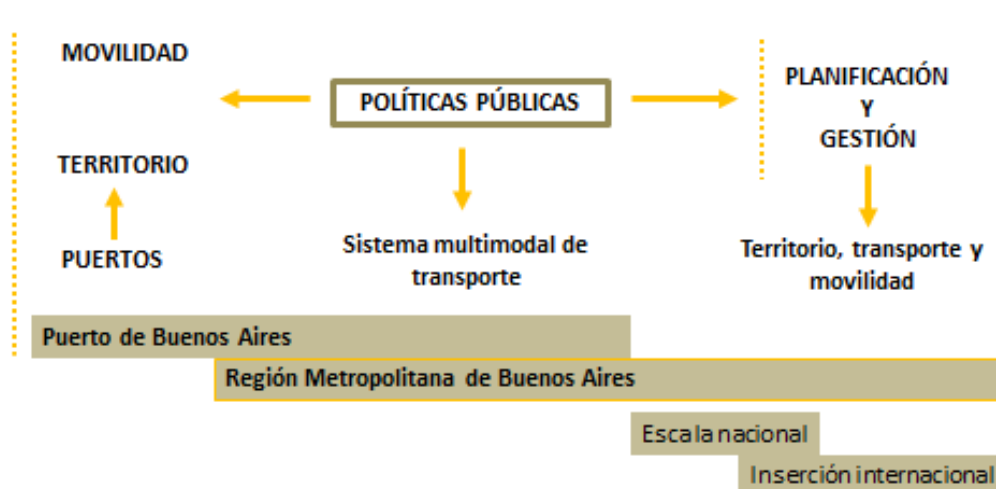 MOVILIDAD
POLÍTICAS PÚBLICAS
PLANIFICACIÓN
Y
GESTIÓN
TERRITORIO
PUERTOS
Sistema multimodal de
transporte
Territorio, transporte y
movilidad
Puerto de Buenos Aires
Región Metropolitana de Buenos Aires
Escala nacional
Inserción internacional